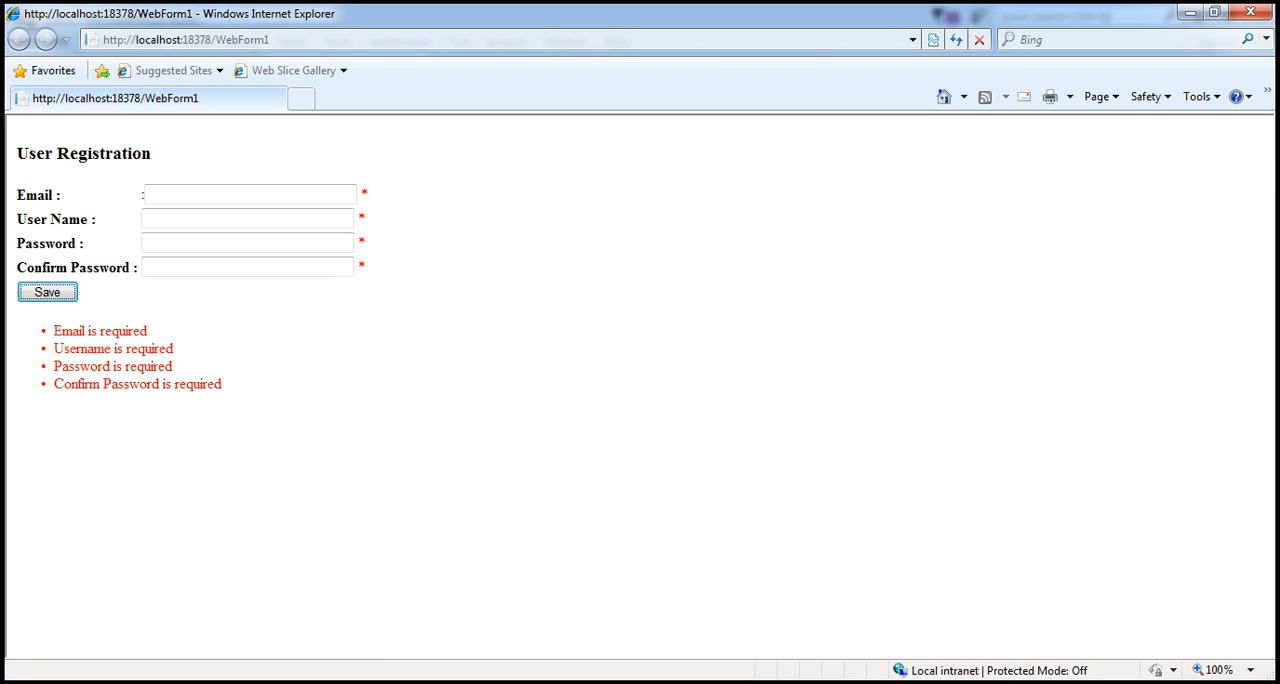 http://localhost:18378/WebForm1 - Windows Internet Explorer
http://localhost:18378/WebForm1
Bing
Favorites Suggested Sites Web Slice Gallery
http://localhost:18378/WebForm1
Page Safety Tools
User Registration
Email : : *
User Name : *
Password : *
Confirm Password : *
Save
• Email is required
• Username is required
• Password is required
• Confirm Password is required
Local intranet | Protected Mode: Off
100%